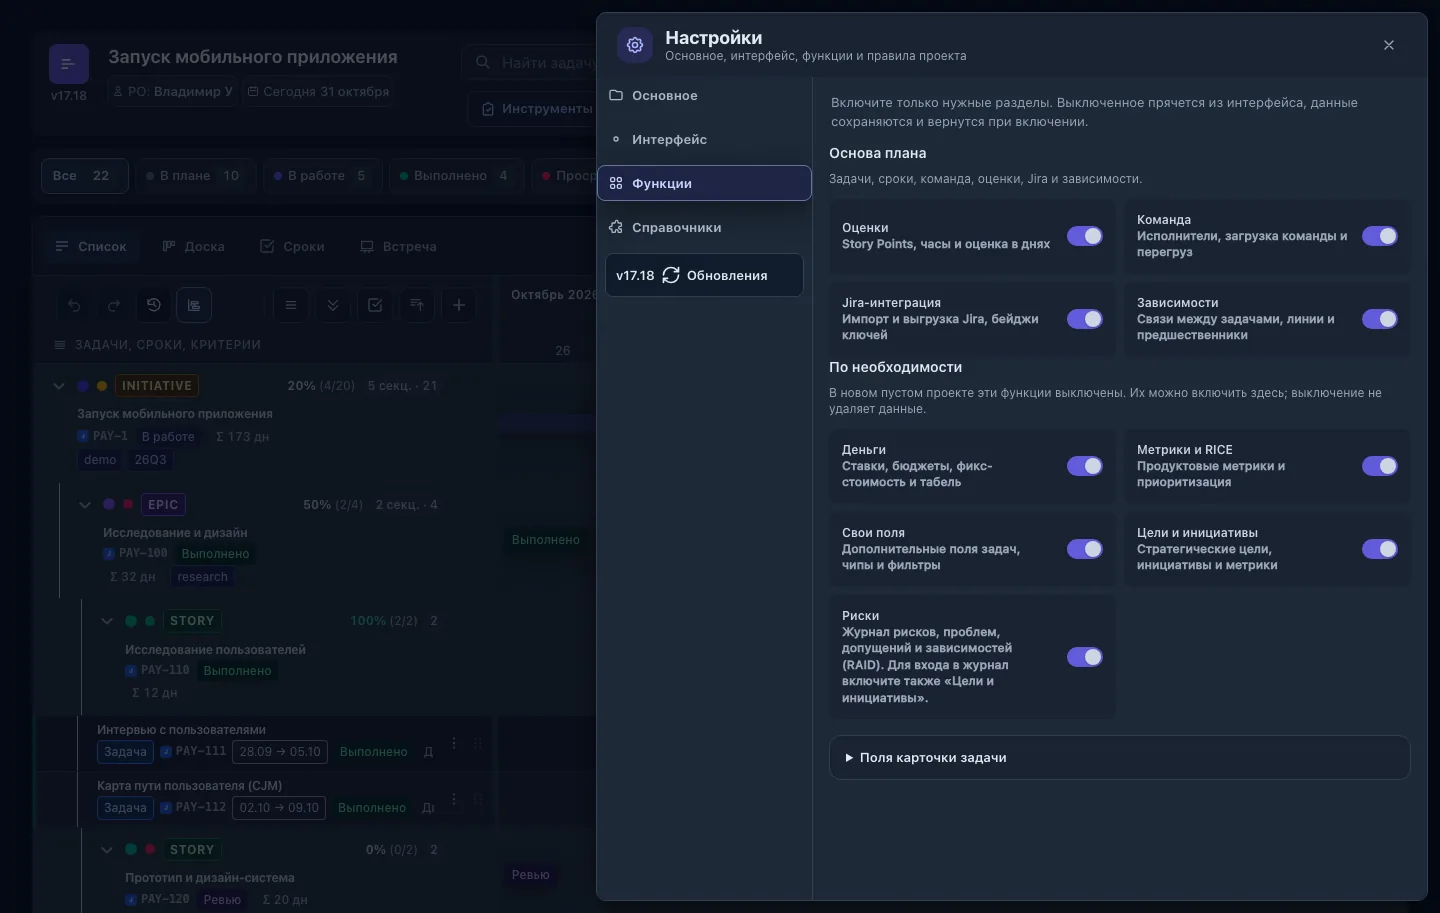 Запуск мобильного приложения
v17.18
РО: Владимир У
Сегодня 31 октября
Найти задачу
Инструменты
Все 22
В плане 10
В работе 5
Выполнено 4
Список
Доска
Сроки
Встреча
Октябрь 2026
ЗАДАЧИ, СРОКИ, КРИТЕРИИ
26
INITIATIVE 20% (4/20) 5 секц. · 21
Запуск мобильного приложения
PAY-1 В работе Σ 173 дн
demo 26Q3
EPIC 50% (2/4) 2 секц. · 4
Исследование и дизайн
PAY-100 Выполнено
Σ 32 дн research
Выполнено
STORY 100% (2/2) 2
Исследование пользователей
PAY-110 Выполнено
Σ 12 дн
Интервью с пользователями
Задача PAY-111 28.09 → 05.10 Выполнено
Карта пути пользователя (CJM)
Задача PAY-112 02.10 → 09.10 Выполнено
STORY 0% (0/2) 2
Прототип и дизайн-система
PAY-120 Ревью Σ 20 дн
Ревью
Настройки
Основное, интерфейс, функции и правила проекта
Основное
Интерфейс
Функции
Справочники
v17.18 Обновления
Включите только нужные разделы. Выключенное прячется из интерфейса, данные
сохраняются и вернутся при включении.
Основа плана
Задачи, сроки, команда, оценки, Jira и зависимости.
Оценки
Story Points, часы и оценка в днях
Команда
Исполнители, загрузка команды и
перегруз
Jira-интеграция
Импорт и выгрузка Jira, бейджи
ключей
Зависимости
Связи между задачами, линии и
предшественники
По необходимости
В новом пустом проекте эти функции выключены. Их можно включить здесь; выключение не
удаляет данные.
Деньги
Ставки, бюджеты, фикс-
стоимость и табель
Метрики и RICE
Продуктовые метрики и
приоритизация
Свои поля
Дополнительные поля задач,
чипы и фильтры
Цели и инициативы
Стратегические цели,
инициативы и метрики
Риски
Журнал рисков, проблем,
допущений и зависимостей
(RAID). Для входа в журнал
включите также «Цели и
инициативы».
Поля карточки задачи